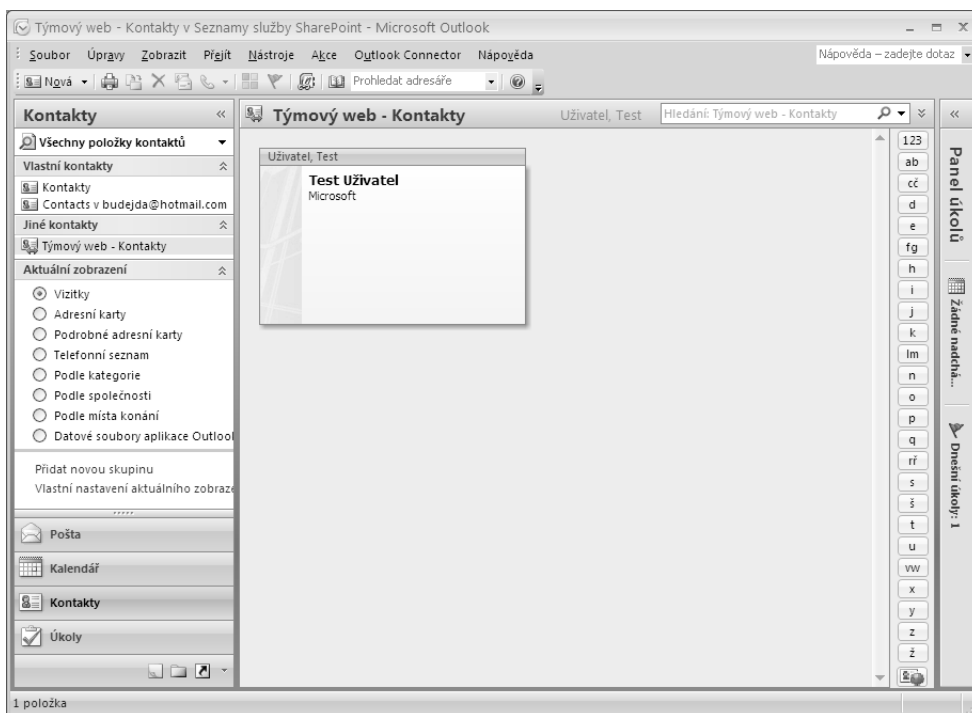 Týmový web - Kontakty v Seznamy služby SharePoint - Microsoft Outlook
Soubor Úpravy Zobrazit Přejít Nástroje Akce Outlook Connector Nápověda
Nápověda – zadejte dotaz
Nová
Prohledat adresáře
Kontakty
Všechny položky kontaktů
Vlastní kontakty
Kontakty
Contacts v budejda@hotmail.com
Jiné kontakty
Týmový web - Kontakty
Aktuální zobrazení
Vizitky
Adresní karty
Podrobné adresní karty
Telefonní seznam
Podle kategorie
Podle společnosti
Podle místa konání
Datové soubory aplikace Outlool
Přidat novou skupinu
Vlastní nastavení aktuálního zobraze
Pošta
Kalendář
Kontakty
Úkoly
Týmový web - Kontakty
Uživatel, Test
Hledání: Týmový web - Kontakty
Uživatel, Test
Test Uživatel
Microsoft
123
ab
cč
d
e
fg
h
i
j
k
lm
n
o
p
q
rř
s
š
t
u
vw
x
y
z
ž
Panel úkolů
Žádné nadchá...
Dnešní úkoly: 1
1 položka